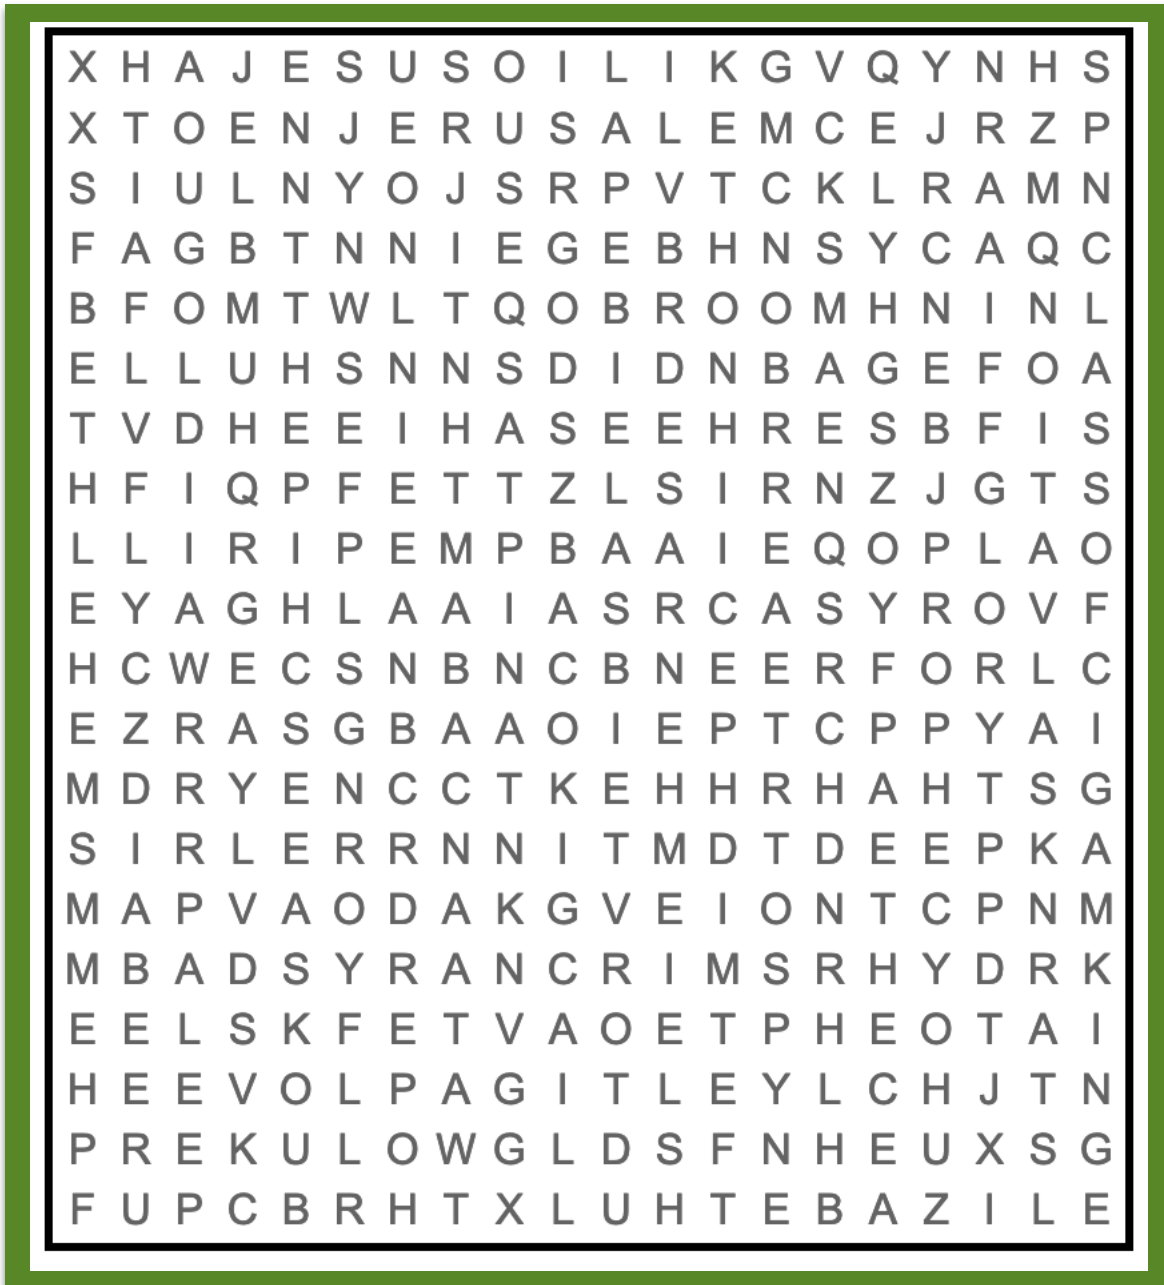 X H A J E S U S O I L I K G V Q Y N H S
X T O E N J E R U S A L E M C E J R Z P
S I U L N Y O J S R P V T C K L R A M N
F A G B T N N I E G E B H N S Y C A Q C
B F O M T W L T Q O B R O O M H N I N L
E L L U H S N N S D I D N B A G E F O A
T V D H E E I H A S E E H R E S B F I S
H F I Q P F E T T Z L S I R N Z J G T S
L L I R I P E M P B A A I E Q O P L A O
E Y A G H L A A I A S R C A S Y R O V F
H C W E C S N B N C B N E E R F O R L C
E Z R A S G B A A O I E P T C P P Y A I
M D R Y E N C C T K E H H R H A H T S G
S I R L E R R N N I T M D T D E E P K A
M A P V A O D A K G V E I O N T C P N M
M B A D S Y R A N C R I M S R H Y D R K
E E L S K F E T V A O E T P H E O T A I
H E E V O L P A G I T L E Y L C H J T N
P R E K U L O W G L D S F N H E U X S G
F U P C B R H T X L U H T E B A Z I L E